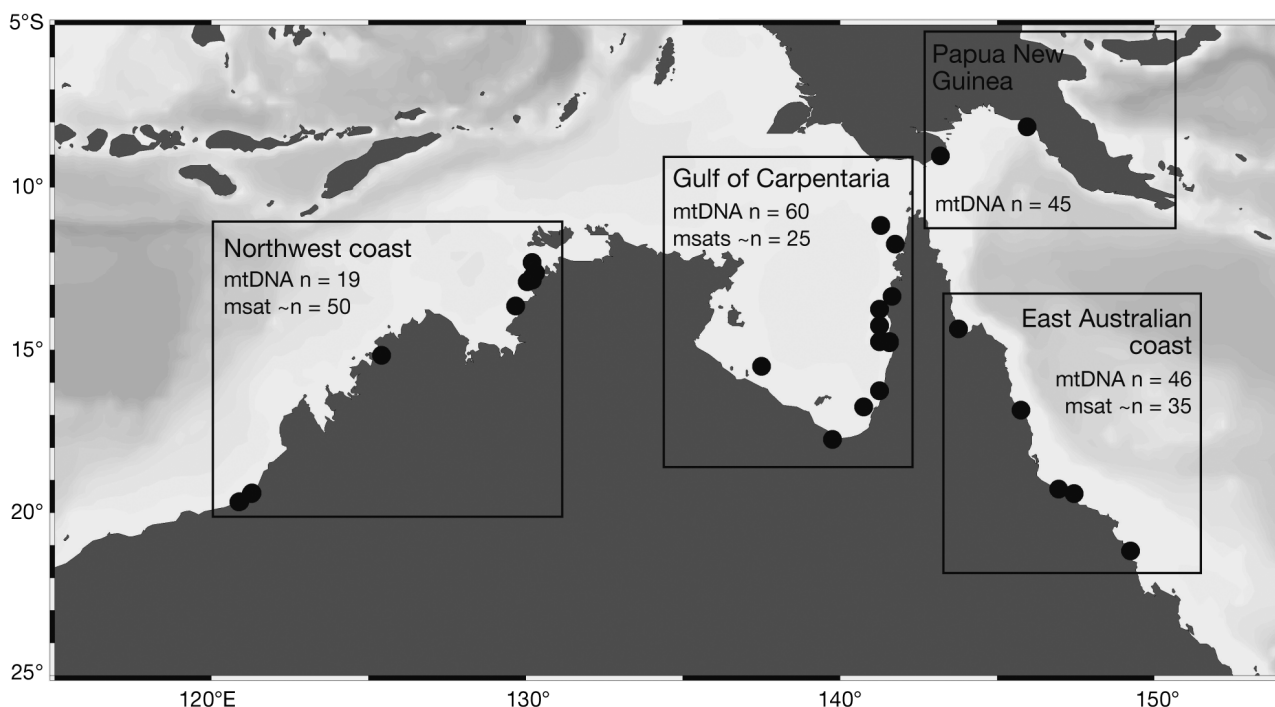 5°S
10°
15°
20°
25°
120°E
130°
140°
150°
Northwest coast
mtDNA n = 19
msat ~n = 50
Gulf of Carpentaria
mtDNA n = 60
msats ~n = 25
Papua New
Guinea
mtDNA n = 45
East Australian
coast
mtDNA n = 46
msat ~n = 35